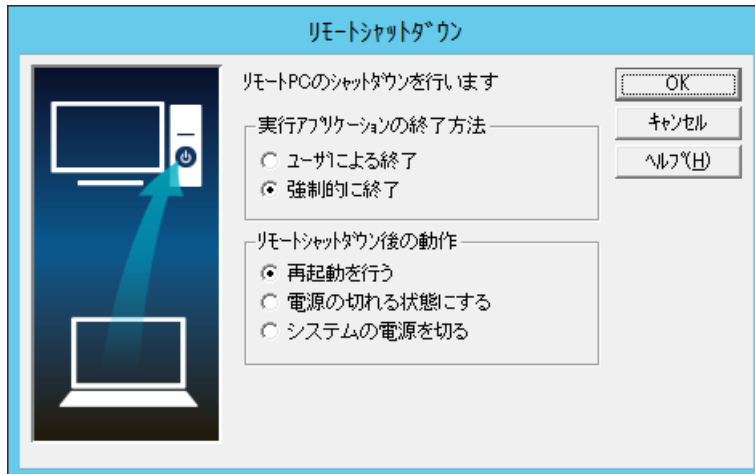 ﾘﾓｰﾄｼｬｯﾄﾀﾞｳﾝ
ﾘﾓｰﾄPCのｼｬｯﾄﾀﾞｳﾝを行います
OK
実行ｱﾌﾟﾘｹｰｼｮﾝの終了方法
キャンセル
ﾕｰｻﾞによる終了
ﾍﾙﾌﾟ(H)
強制的に終了
ﾘﾓｰﾄｼｬｯﾄﾀﾞｳﾝ後の動作
再起動を行う
電源の切れる状態にする
システムの電源を切る